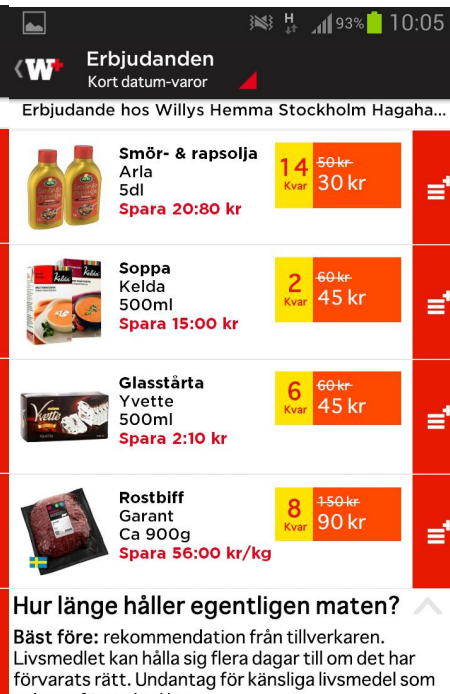 H 93% 10:05
W+ Erbjudanden
Kort datum-varor
Erbjudande hos Willys Hemma Stockholm Hagaha...
Smör- & rapsolja
Arla
5dl
Spara 20:80 kr
14 Kvar
50 kr
30 kr
Soppa
Kelda
500ml
Spara 15:00 kr
2 Kvar
60 kr
45 kr
Kelda
Kelda
Glasstårta
Yvette
500ml
Spara 2:10 kr
6 Kvar
60 kr
45 kr
Yvette
Rostbiff
Garant
Ca 900g
Spara 56:00 kr/kg
8 Kvar
150 kr
90 kr
Hur länge håller egentligen maten?
Bäst före: rekommendation från tillverkaren.
Livsmedlet kan hålla sig flera dagar till om det har
förvarats rätt. Undantag för känsliga livsmedel som